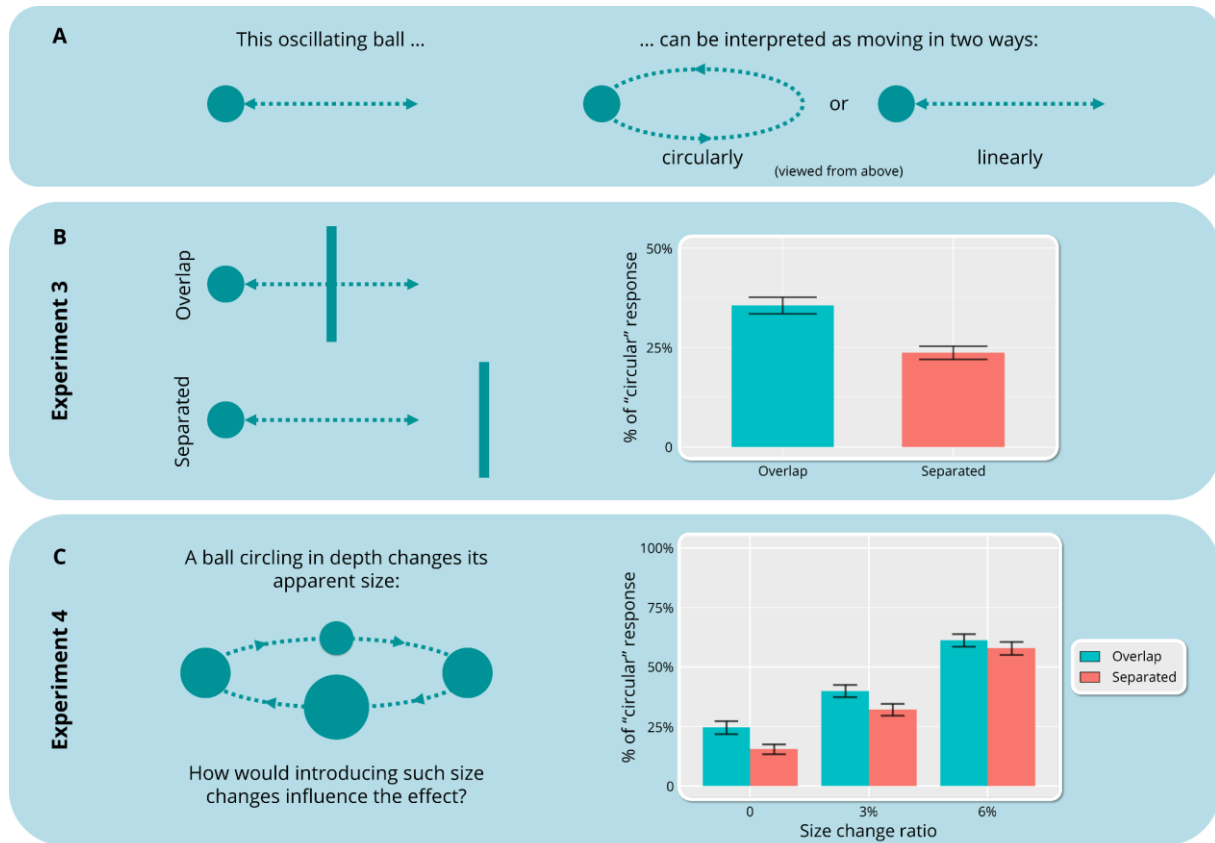 A
This oscillating ball ...
... can be interpreted as moving in two ways:
or
circularly
(viewed from above)
linearly
B
Experiment 3
Overlap
Separated
% of “circular” response
50%
25%
0
Overlap
Separated
C
Experiment 4
A ball circling in depth changes its
apparent size:
How would introducing such size
changes influence the effect?
% of “circular” response
100%
75%
50%
25%
0
0
3%
6%
Size change ratio
Overlap
Separated